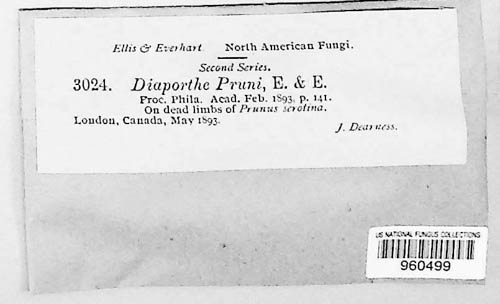 Ellis & Everhart. North American Fungi.
Second Series.
3024. Diaporthe Pruni, E. & E.
Proc. Phila. Acad. Feb. 1893, p. 141.
On dead limbs of Prunus serotina.
London, Canada, May 1893.
J. Dearness.
US NATIONAL FUNGUS COLLECTIONS
960499